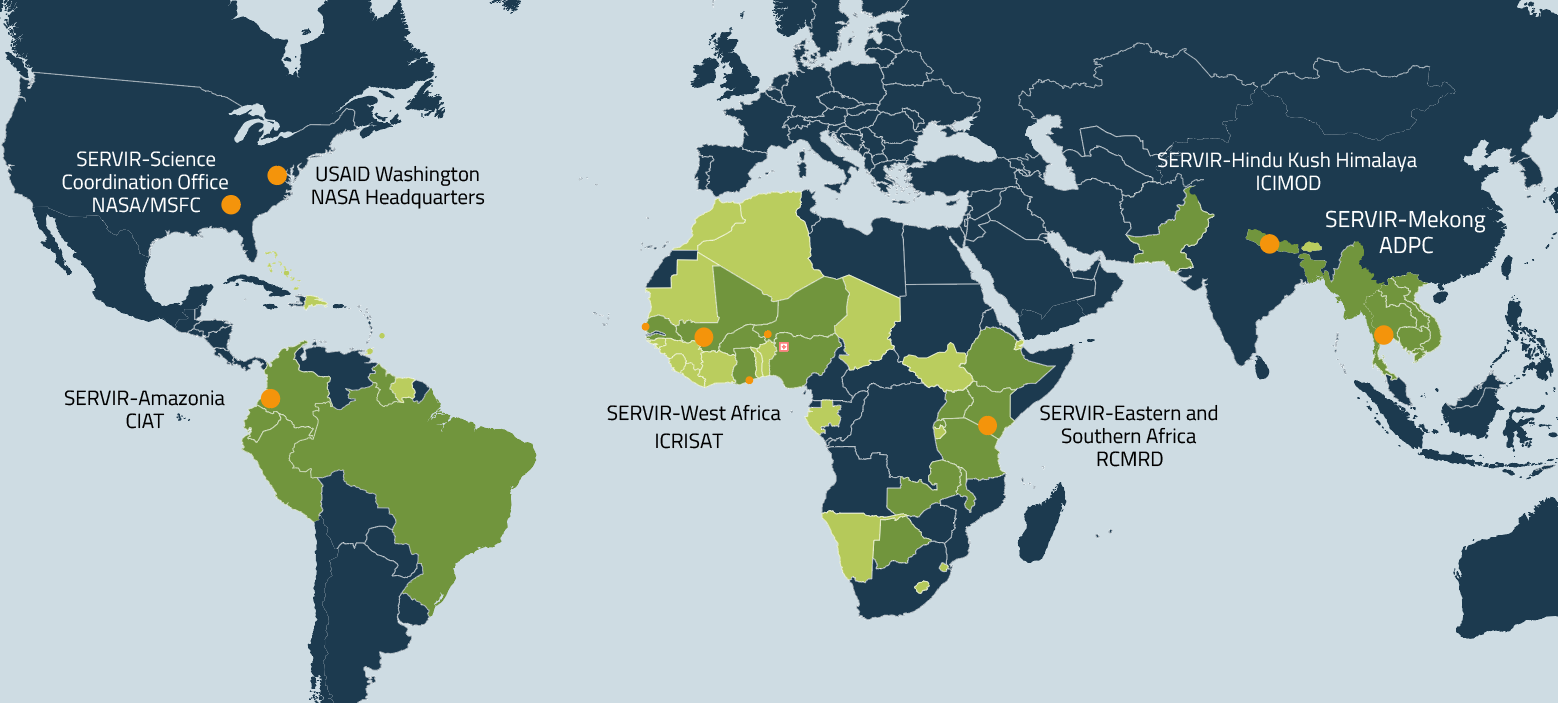 SERVIR-Science
Coordination Office
NASA/MSFC
USAID Washington
NASA Headquarters
SERVIR-Hindu Kush Himalaya
ICIMOD
SERVIR-Mekong
ADPC
SERVIR-Amazonia
CIAT
SERVIR-West Africa
ICRISAT
SERVIR-Eastern and
Southern Africa
RCMRD